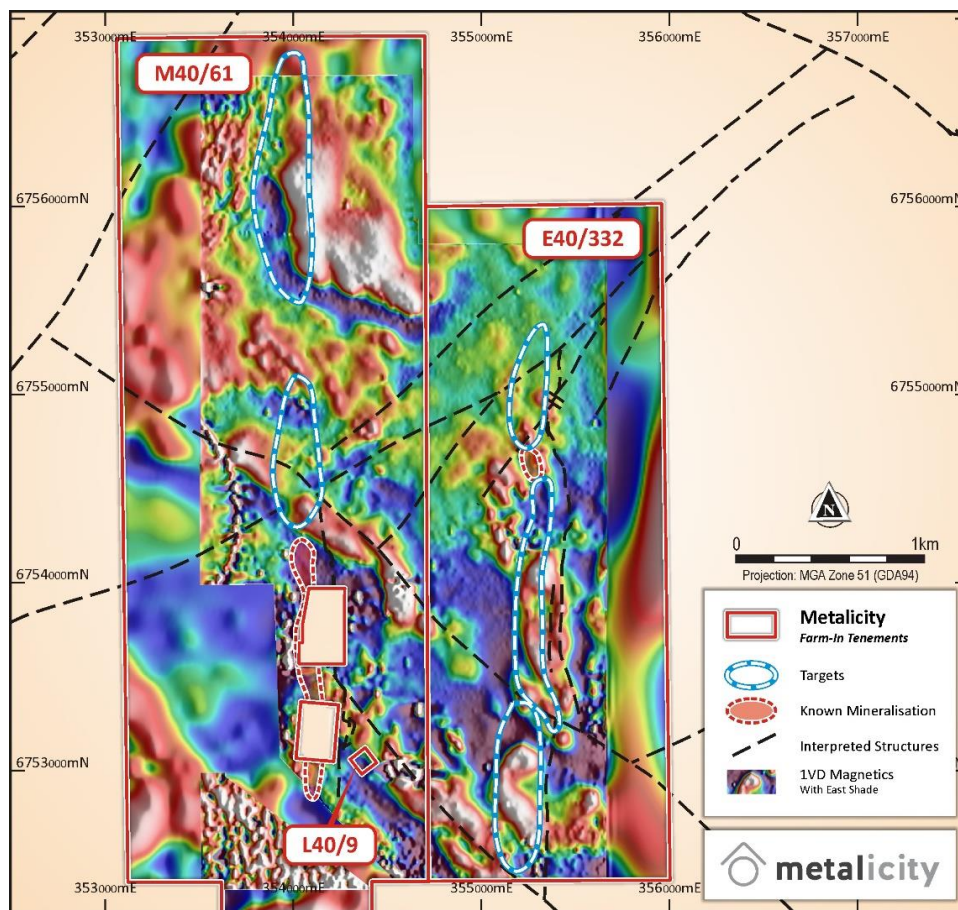 353000mE 354000mE 355000mE 356000mE 357000mE
M40/61
6756000mN 6756000mN
E40/332
6755000mN 6755000mN
N
0 1km
Projection: MGA Zone 51 (GDA94)
6754000mN
Metalicity
Farm-In Tenements
Targets
Known Mineralisation
Interpreted Structures
1VD Magnetics
With East Shade
6753000mN
L40/9
metalicity
353000mE 354000mE 355000mE 356000mE